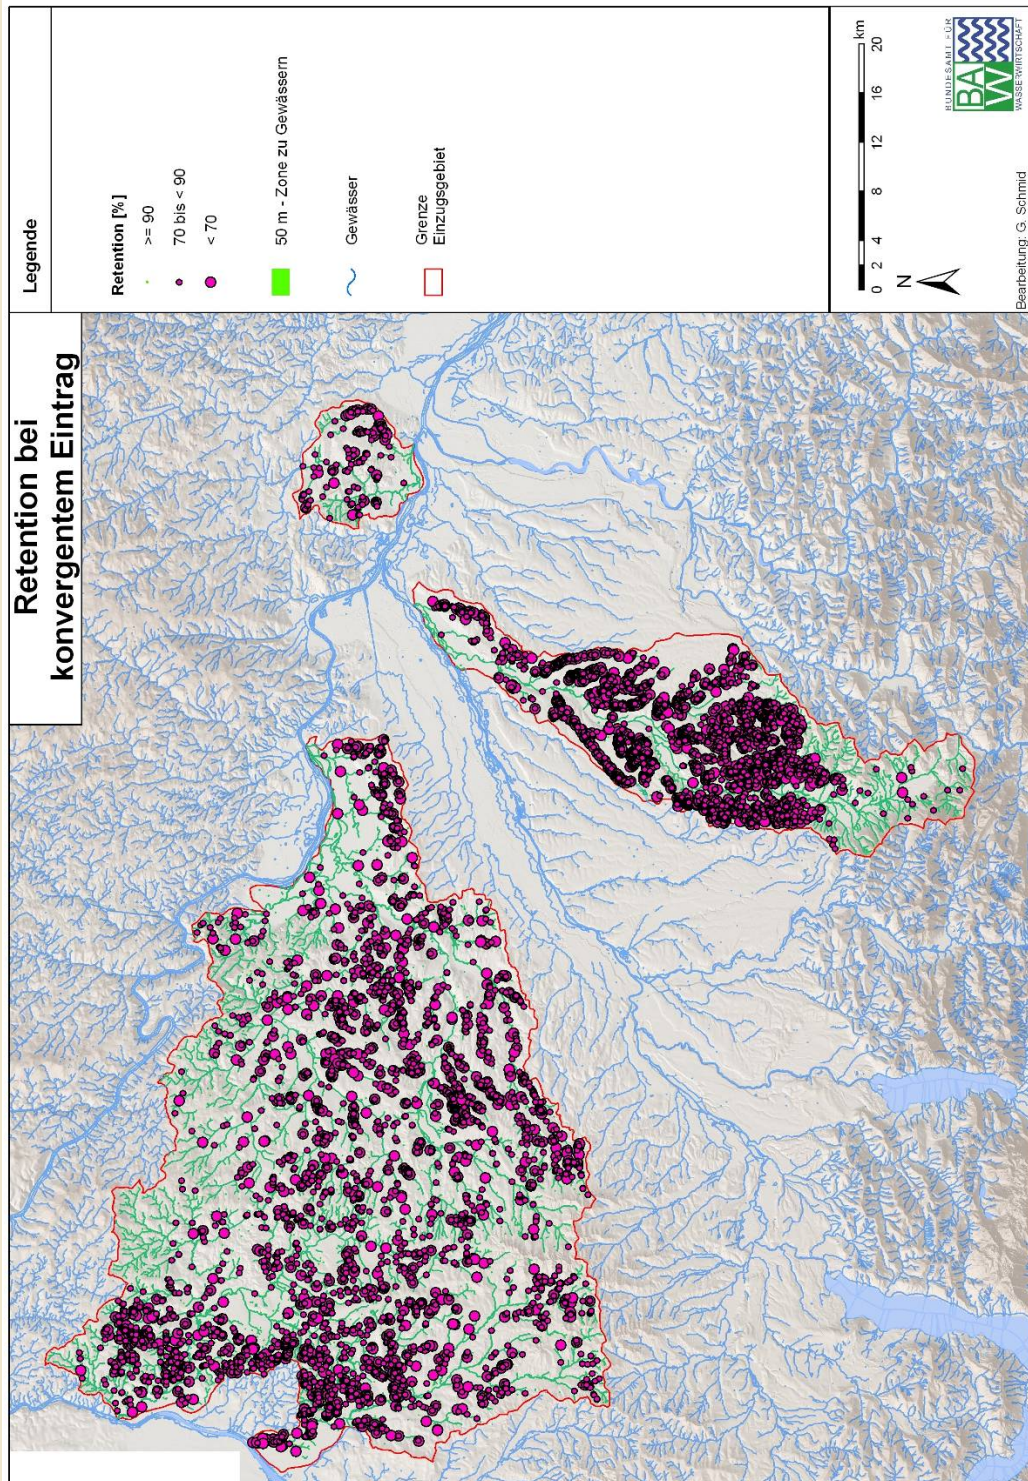 Retention bei
konvergentem Eintrag
Legende
Retention [%]
>= 90
70 bis < 90
< 70
50 m - Zone zu Gewässern
Gewässer
Grenze
Einzugsgebiet
km
0 2 4 8 12 16 20
N
BUNDESAMT FÜR
BAW
WASSERWIRTSCHAFT
Bearbeitung: G. Schmid